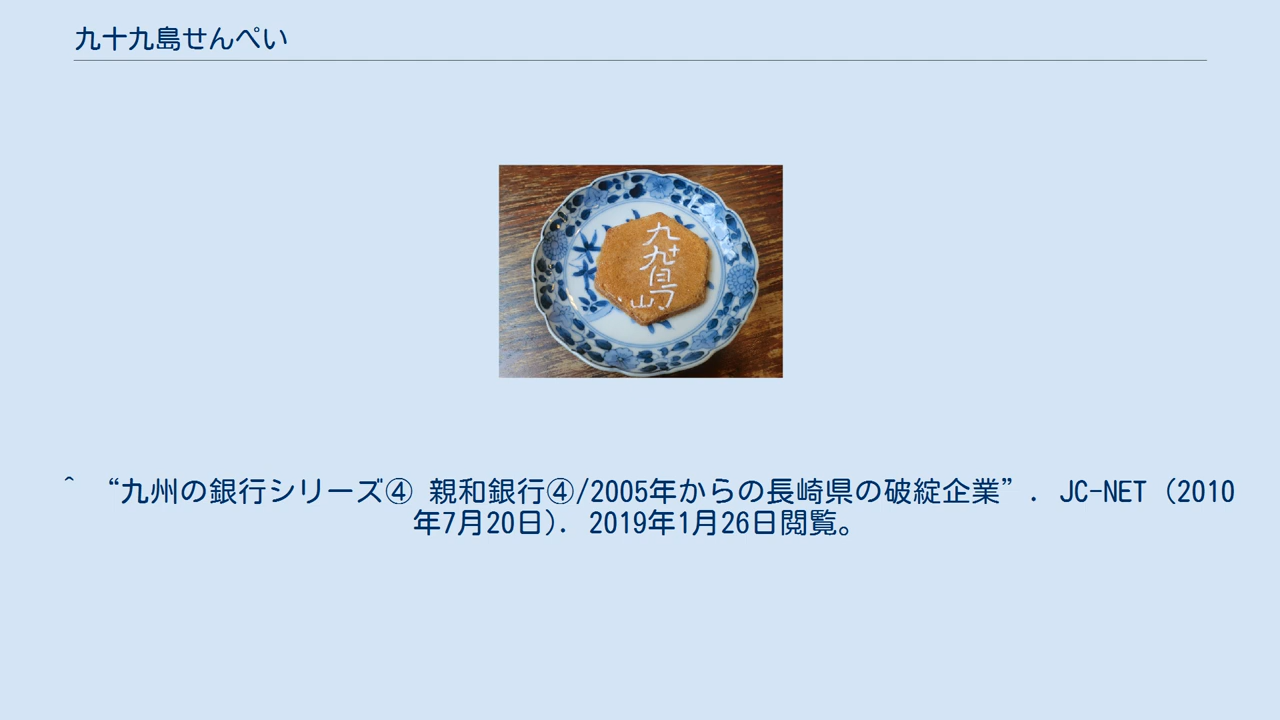 九十九島せんぺい
九十九島
^ “九州の銀行シリーズ④ 親和銀行④/2005年からの長崎県の破綻企業”. JC-NET (2010
年7月20日). 2019年1月26日閲覧。